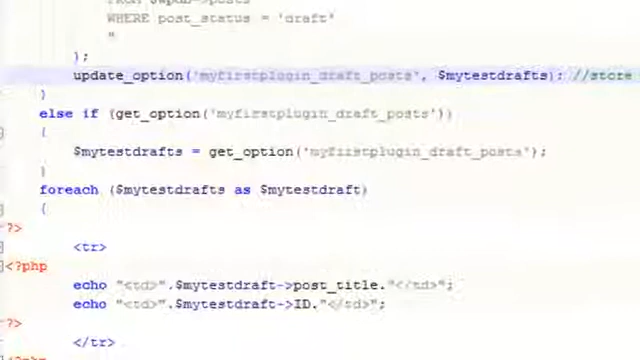 WHERE post_status = 'draft'
"
);
update_option('myfirstplugin_draft_posts', $mytestdrafts); //store
}
else if (get_option('myfirstplugin_draft_posts'))
{
$mytestdrafts = get_option('myfirstplugin_draft_posts');
}
foreach ($mytestdrafts as $mytestdraft)
{
?>
<tr>
<?php
echo "<td>".$mytestdraft->post_title."</td>";
echo "<td>".$mytestdraft->ID."</td>";
?>
</tr>
<?php